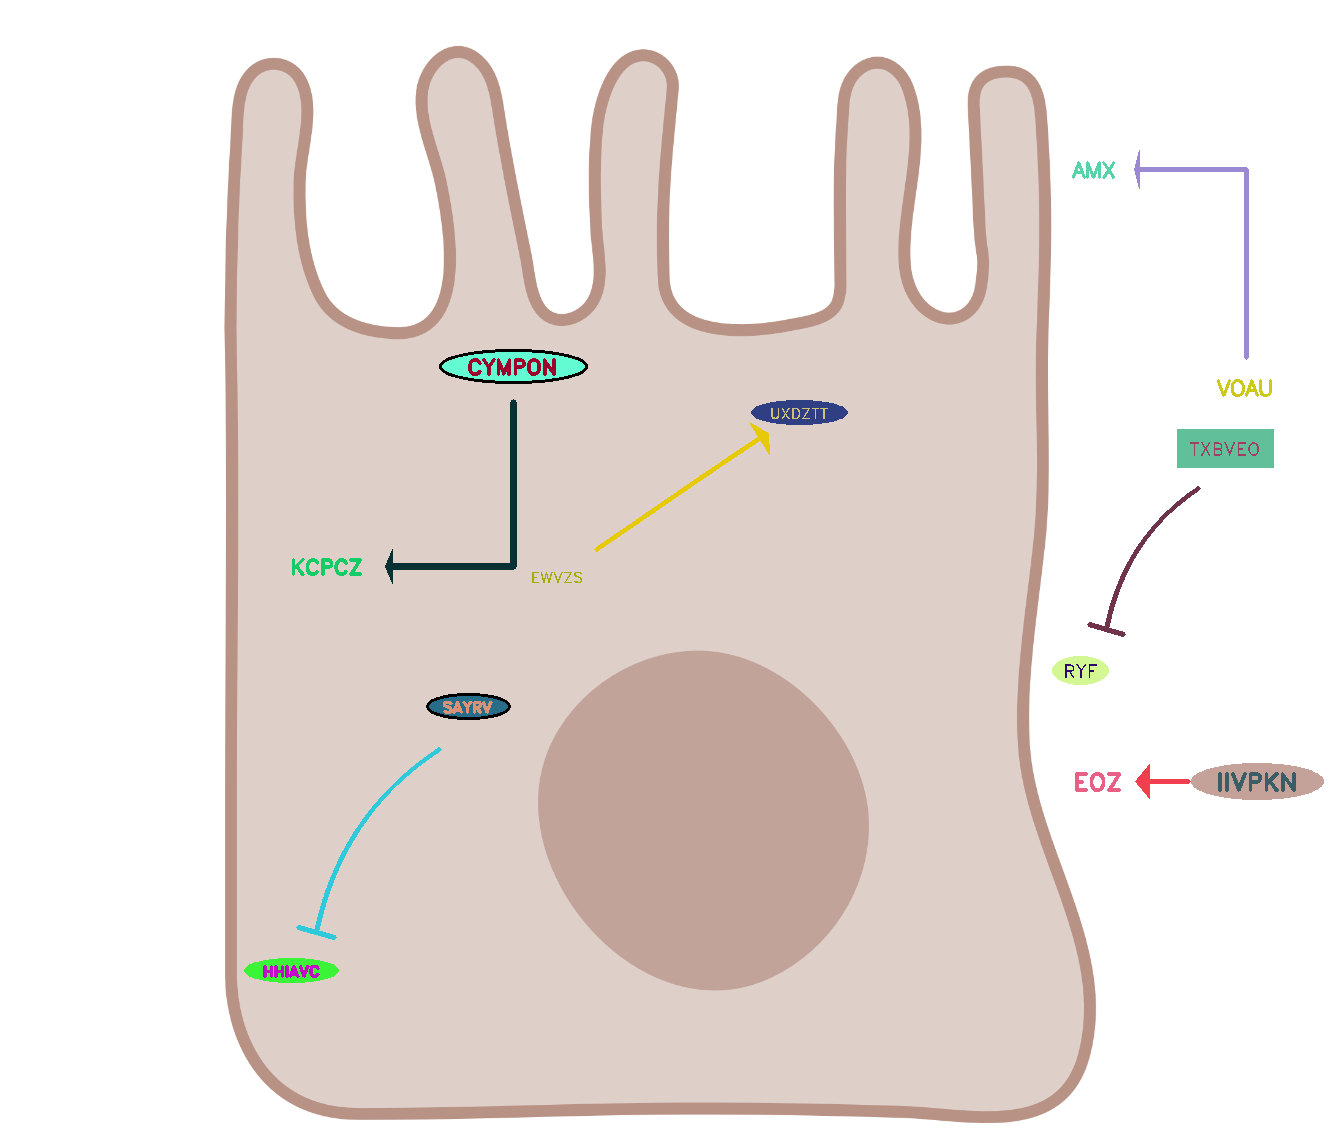 AMX
CYMPON
VOAU
UXDZTT
TXBVEO
KCPCZ
EWVZS
RYF
SAYRV
EOZ
IIVPKN
HHIAVC